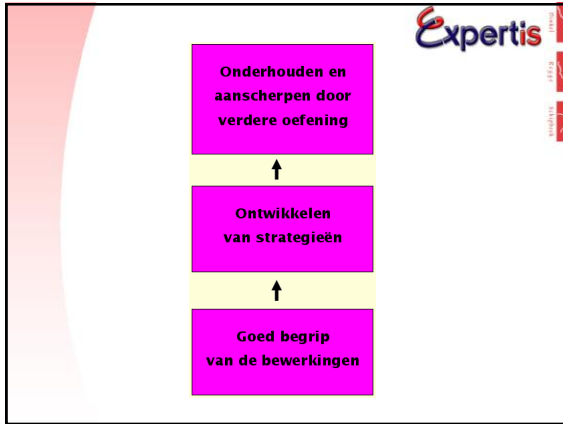 Expertis
Onderhouden en
aanscherpen door
verdere oefening
Ontwikkelen
van strategieën
Goed begrip
van de bewerkingen